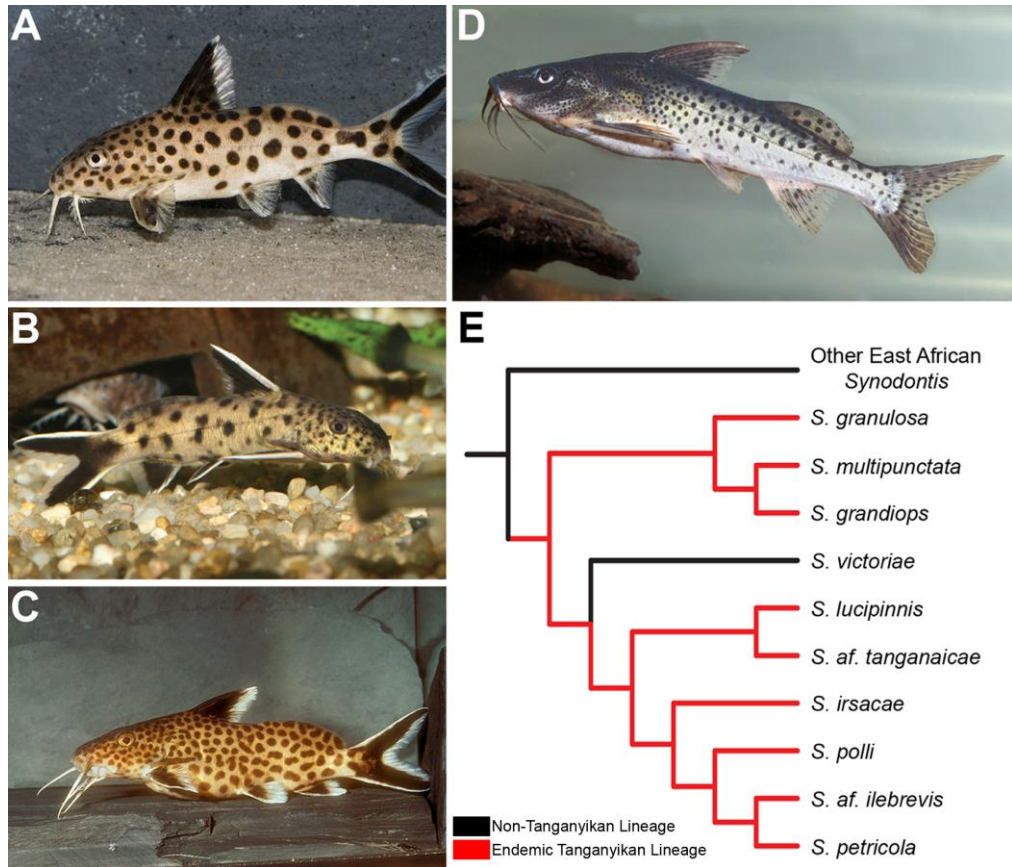 A
B
C
D
E
Other East African
Synodontis
S. granulosa
S. multipunctata
S. grandiops
S. victoriae
S. lucipinnis
S. af. tanganaicae
S. irsacae
S. polli
S. af. ilebrevis
S. petricola
Non-Tanganyikan Lineage
Endemic Tanganyikan Lineage